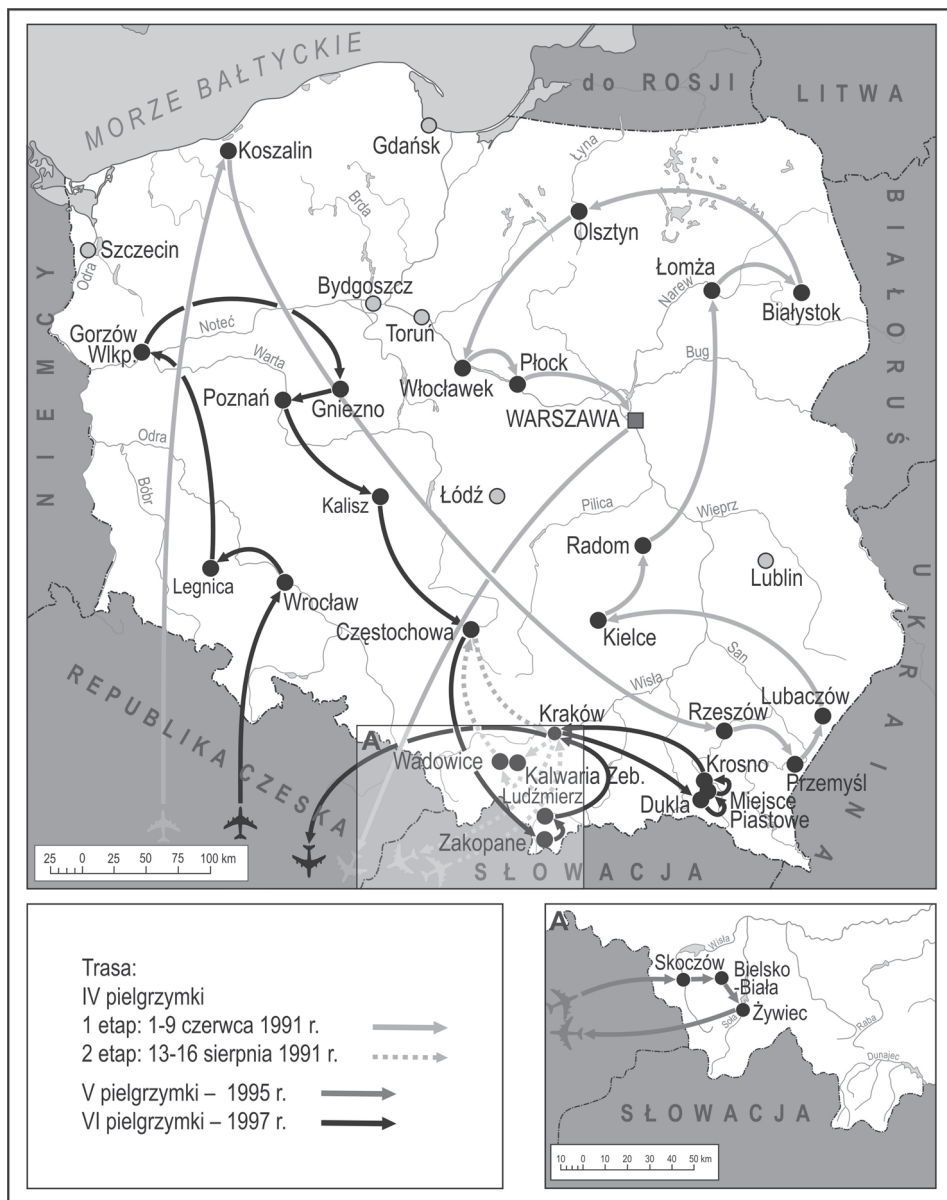 MORZE BAŁTYCKIE
do ROSJI
LITWA
BIAŁORUŚ
NIEMCY
UKRAINA
REPUBLIKA CZESKA
SŁOWACJA
Koszalin
Gdańsk
Łyna
Brda
Olsztyn
Szczecin
Odra
Łomża
Narew
Białystok
Bydgoszcz
Toruń
Gorzów
Wlkp.
Noteć
Warta
Włocławek
Płock
Bug
Poznań
Gniezno
WARSZAWA
Odra
Bóbr
Kalisz
Łódź
Pilica
Wieprz
Radom
Lublin
Legnica
Wrocław
Częstochowa
Kielce
San
Wisła
Lubaczów
Kraków
Rzeszów
A
Wadowice
Kalwaria Zeb.
Krosno
Przemyśl
Ludźmierz
Dukla
Miejsce
Piastowe
Zakopane
25 0 25 50 75 100 km
Trasa:
IV pielgrzymki
1 etap: 1-9 czerwca 1991 r.
2 etap: 13-16 sierpnia 1991 r.
V pielgrzymki – 1995 r.
VI pielgrzymki – 1997 r.
A
Wisła
Skoczów
Bielsko
-Biała
Żywiec
Soła
Raba
Dunajec
SŁOWACJA
10 0 10 20 30 40 50 km